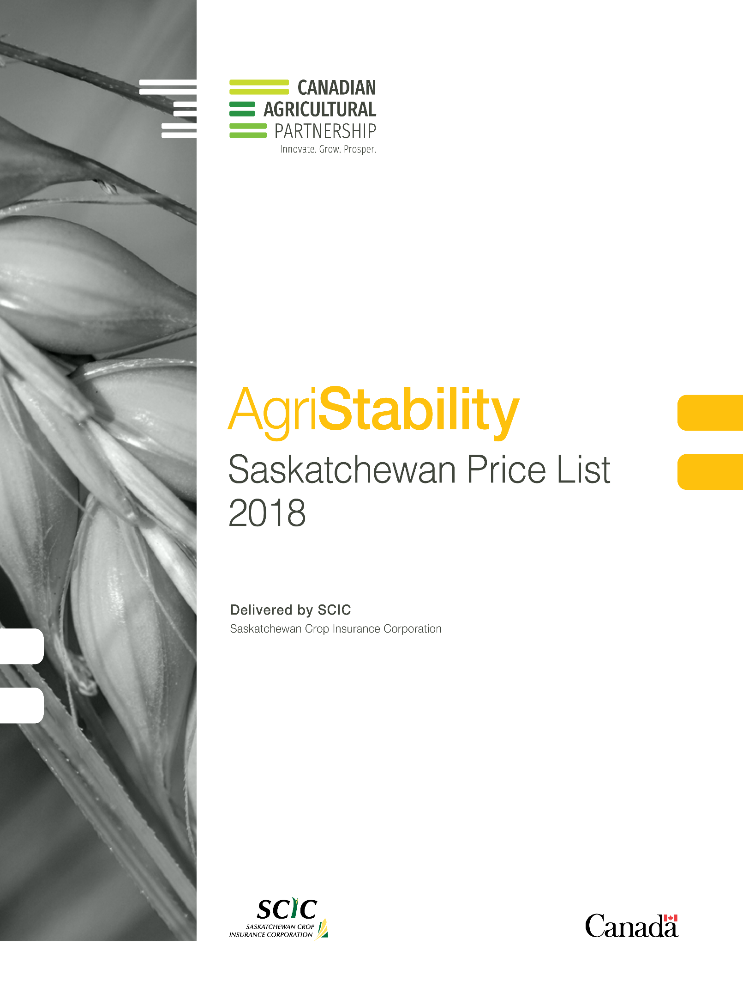 CANADIAN
AGRICULTURAL
PARTNERSHIP
Innovate. Grow. Prosper.
AgriStability
Saskatchewan Price List
2018
Delivered by SCIC
Saskatchewan Crop Insurance Corporation
SCIC
SASKATCHEWAN CROP
INSURANCE CORPORATION
Canada